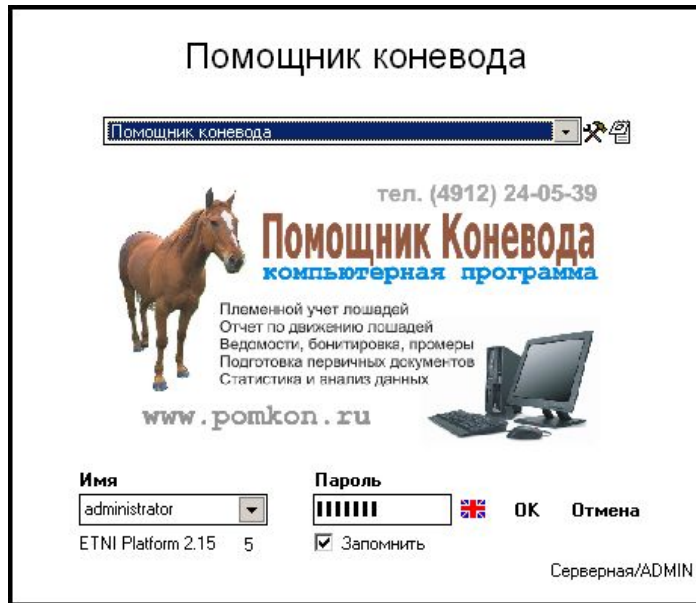 Помощник коневода
Помощник коневода
тел. (4912) 24-05-39
Помощник Коневода
компьютерная программа
Племенной учет лошадей
Отчет по движению лошадей
Ведомости, бонитировка, промеры
Подготовка первичных документов
Статистика и анализ данных
www.pomkon.ru
Имя Пароль
administrator OK Отмена
ETNI Platform 2.15 5 Запомнить
Серверная/ADMIN